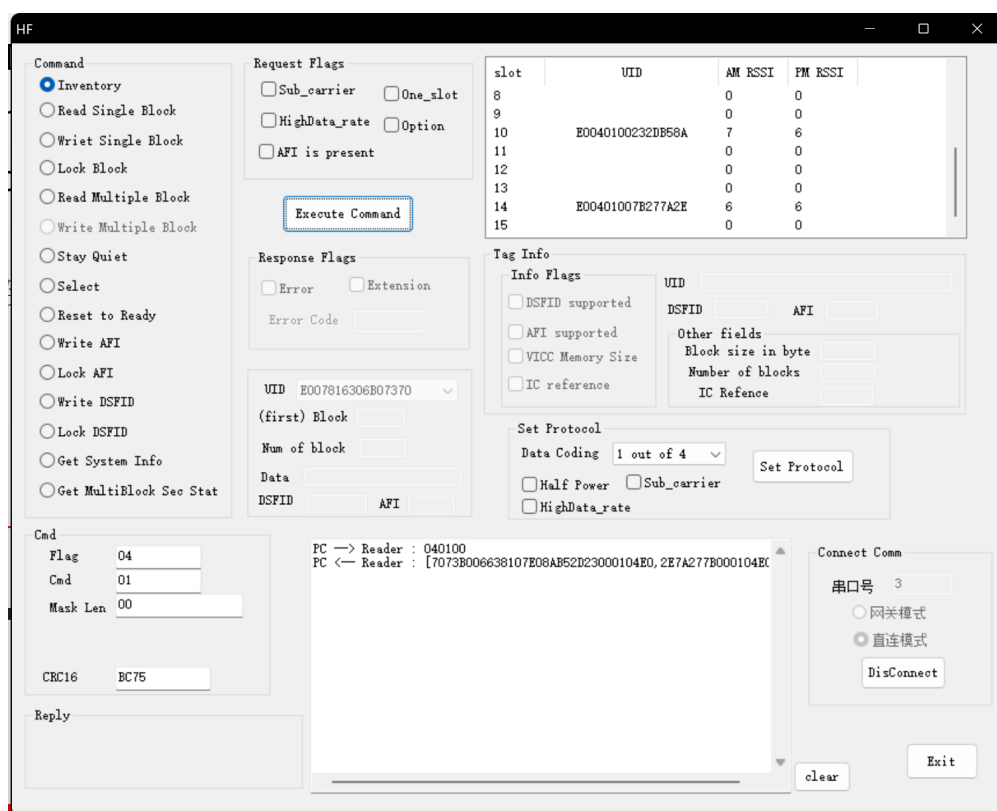 HF
Command
Inventory
Read Single Block
Wriet Single Block
Lock Block
Read Multiple Block
Write Multiple Block
Stay Quiet
Select
Reset to Ready
Write AFI
Lock AFI
Write DSFID
Lock DSFID
Get System Info
Get MultiBlock Sec Stat
Request Flags
Sub_carrier
One_slot
HighData_rate
Option
AFI is present
Execute Command
Response Flags
Error
Extension
Error Code
UID E007816306B07370
(first) Block
Num of block
Data
DSFID AFI
slot UID AM RSSI PM RSSI
8 0 0
9 0 0
10 E0040100232DB58A 7 6
11 0 0
12 0 0
13 0 0
14 E00401007B277A2E 6 6
15 0 0
Tag Info
Info Flags
DSFID supported
AFI supported
VICC Memory Size
IC reference
UID
DSFID AFI
Other fields
Block size in byte
Number of blocks
IC Refence
Set Protocol
Data Coding 1 out of 4
Half Power Sub_carrier
HighData_rate
Set Protocol
Cmd
Flag 04
Cmd 01
Mask Len 00
CRC16 BC75
Reply
PC —> Reader : 040100
PC <— Reader : [7073B006638107E08AB52D23000104E0,2E7A277B000104E0
clear
Connect Comm
串口号 3
网关模式
直连模式
DisConnect
Exit